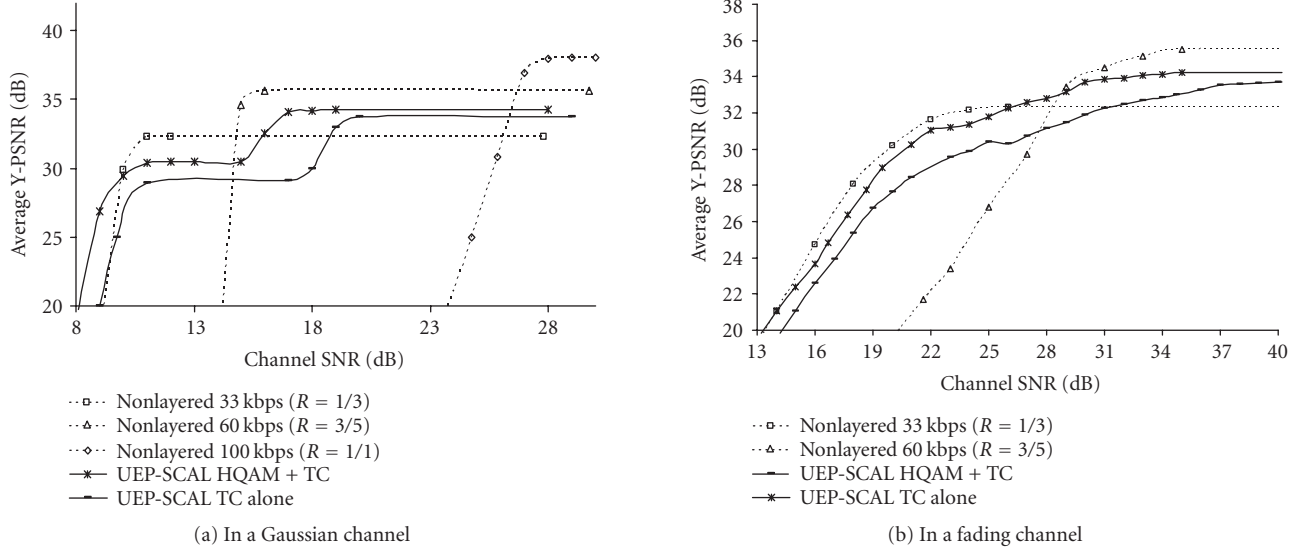 40
35
30
25
20
Average Y-PSNR (dB)
8 13 18 23 28
Channel SNR (dB)
Nonlayered 33 kbps (R = 1/3)
Nonlayered 60 kbps (R = 3/5)
Nonlayered 100 kbps (R = 1/1)
UEP-SCAL HQAM + TC
UEP-SCAL TC alone
(a) In a Gaussian channel
38
36
34
32
30
28
26
24
22
20
Average Y-PSNR (dB)
13 16 19 22 25 28 31 34 37 40
Channel SNR (dB)
Nonlayered 33 kbps (R = 1/3)
Nonlayered 60 kbps (R = 3/5)
UEP-SCAL HQAM + TC
UEP-SCAL TC alone
(b) In a fading channel